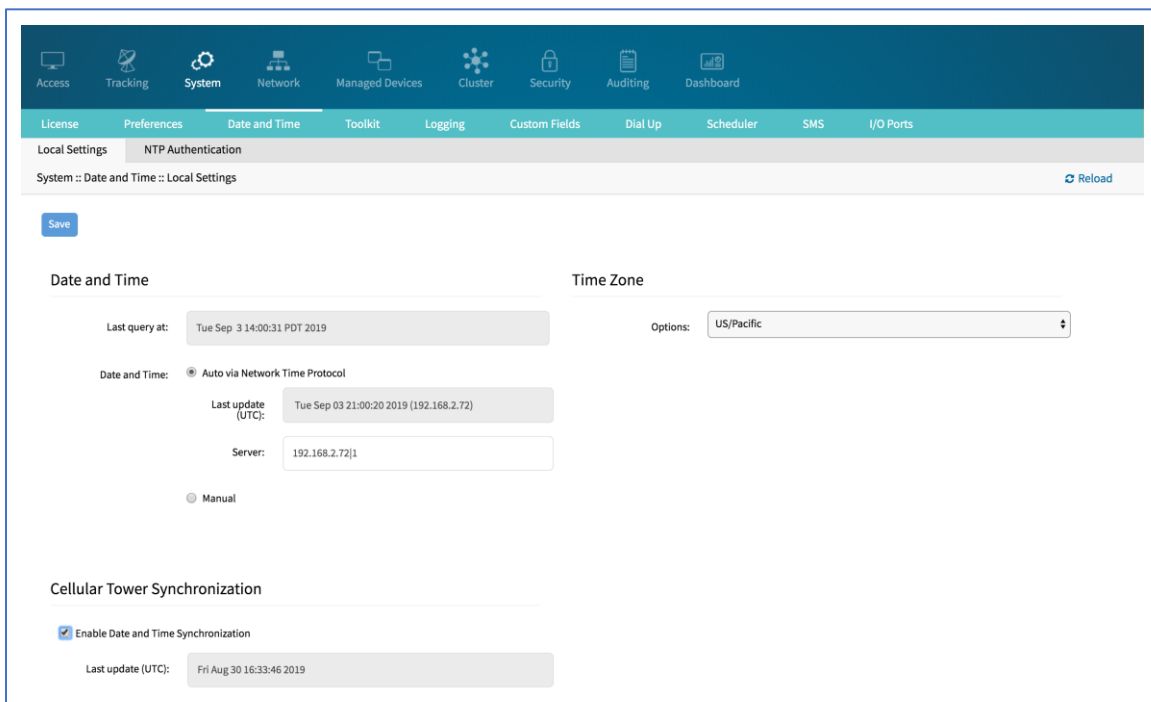 Access Tracking System Network Managed Devices Cluster Security Auditing Dashboard
License Preferences Date and Time Toolkit Logging Custom Fields Dial Up Scheduler SMS I/O Ports
Local Settings NTP Authentication
System :: Date and Time :: Local Settings Reload
Save
Date and Time
Last query at: Tue Sep 3 14:00:31 PDT 2019
Date and Time: Auto via Network Time Protocol
Last update
(UTC): Tue Sep 03 21:00:20 2019 (192.168.2.72)
Server: 192.168.2.72|1
Manual
Time Zone
Options: US/Pacific
Cellular Tower Synchronization
Enable Date and Time Synchronization
Last update (UTC): Fri Aug 30 16:33:46 2019